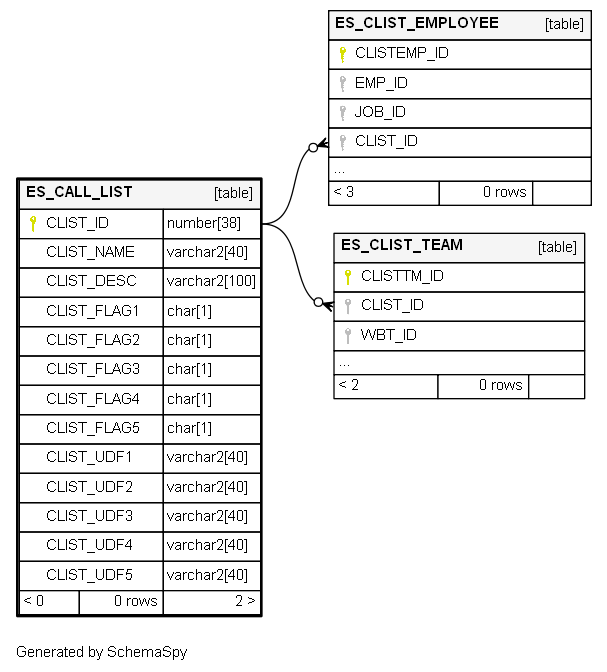 ES_CLIST_EMPLOYEE [table]
CLISTEMP_ID
EMP_ID
JOB_ID
CLIST_ID
...
< 3 0 rows
ES_CALL_LIST [table]
CLIST_ID number[38]
CLIST_NAME varchar2[40]
CLIST_DESC varchar2[100]
CLIST_FLAG1 char[1]
CLIST_FLAG2 char[1]
CLIST_FLAG3 char[1]
CLIST_FLAG4 char[1]
CLIST_FLAG5 char[1]
CLIST_UDF1 varchar2[40]
CLIST_UDF2 varchar2[40]
CLIST_UDF3 varchar2[40]
CLIST_UDF4 varchar2[40]
CLIST_UDF5 varchar2[40]
< 0 0 rows 2 >
ES_CLIST_TEAM [table]
CLISTTM_ID
CLIST_ID
WBT_ID
...
< 2 0 rows
Generated by SchemaSpy